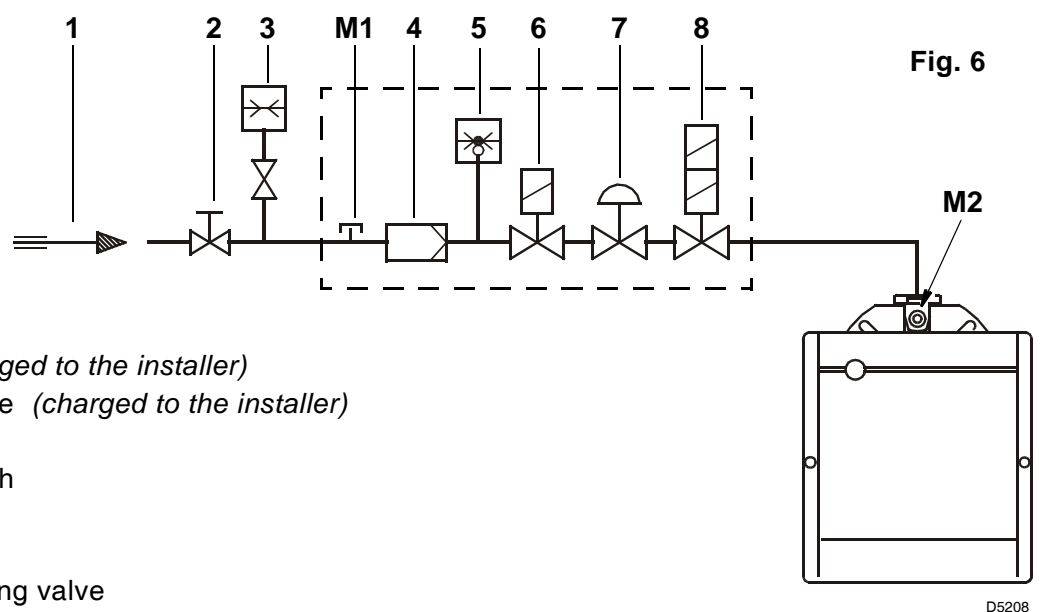 1 2 3 M1 4 5 6 7 8
Fig. 6
M2
ged to the installer)
e (charged to the installer)
h
ng valve
D5208